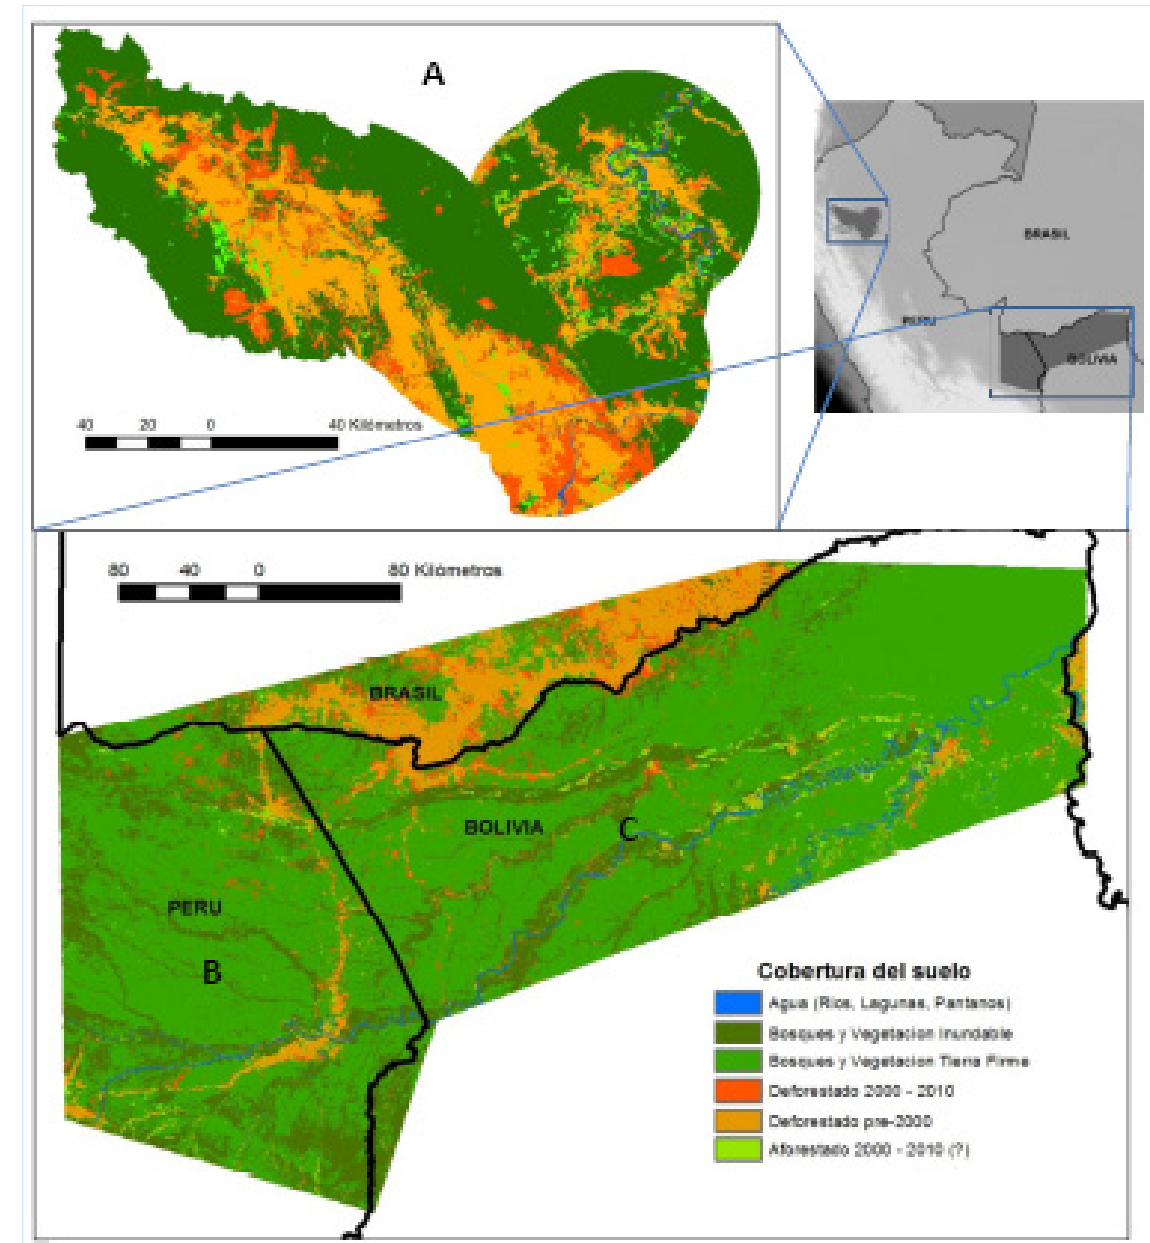 A
BRASIL
PERU
BOLIVIA
40 20 0 40 Kilómetros
80 40 0 80 Kilómetros
BRASIL
BOLIVIA
C
PERU
B
Cobertura del suelo
Agua (Rios, Lagunas, Pantanos)
Bosques y Vegetacion Inundable
Bosques y Vegetacion Tierra Firme
Deforestado 2000 - 2010
Deforestado pre-2000
Aforestado 2000 - 2010 (?)